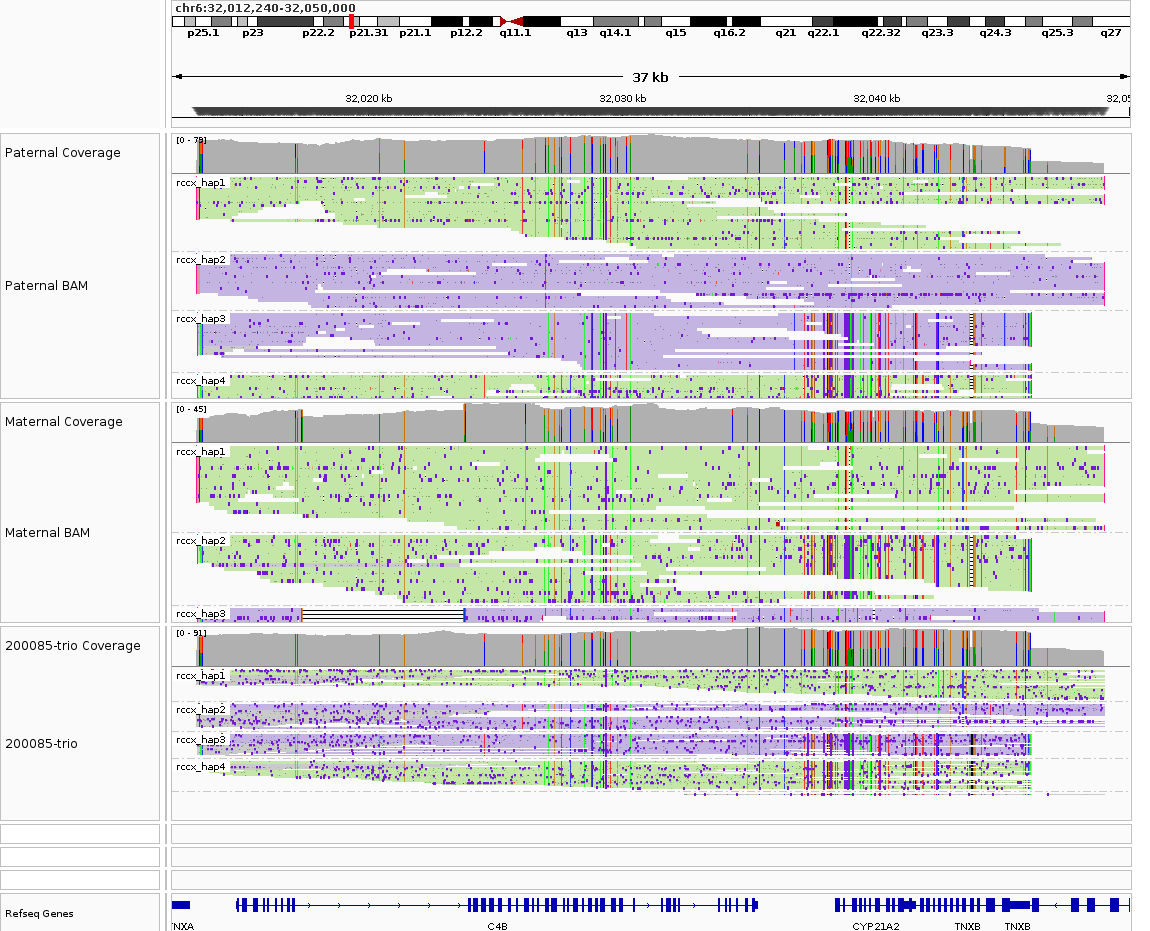 chr6:32,012,240-32,050,000
p25.1 p23 p22.2 p21.31 p21.1 p12.2 q11.1 q13 q14.1 q15 q16.2 q21 q22.1 q22.32 q23.3 q24.3 q25.3 q27
37 kb
32,020 kb 32,030 kb 32,040 kb 32,05
[0 - 79]
Paternal Coverage
rccx_hap1
rccx_hap2
Paternal BAM
rccx_hap3
rccx_hap4
[0 - 45]
Maternal Coverage
rccx_hap1
Maternal BAM
rccx_hap2
rccx_hap3
[0 - 91]
200085-trio Coverage
rccx_hap1
rccx_hap2
200085-trio
rccx_hap3
rccx_hap4
Refseq Genes
NXA C4B CYP21A2 TNXB TNXB